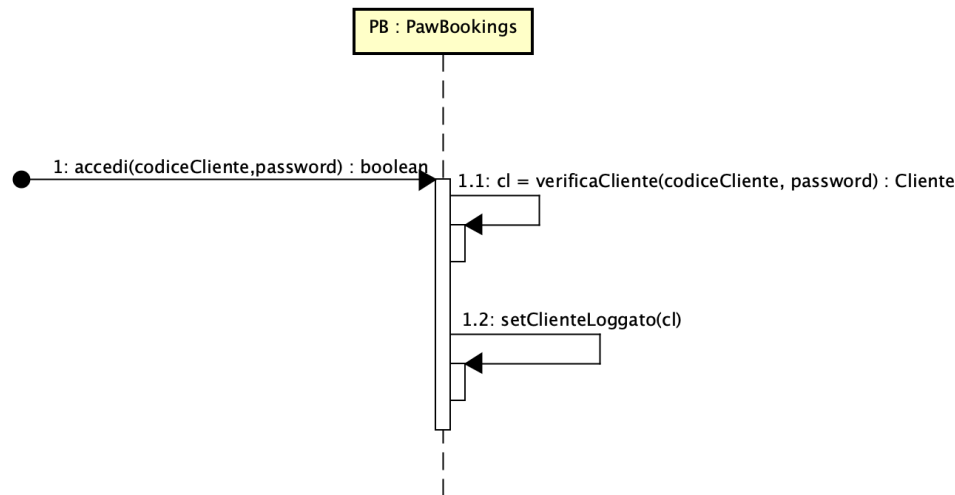 PB : PawBookings
1: accedi(codiceCliente,password) : boolean
1.1: cl = verificaCliente(codiceCliente, password) : Cliente
1.2: setClienteLoggato(cl)